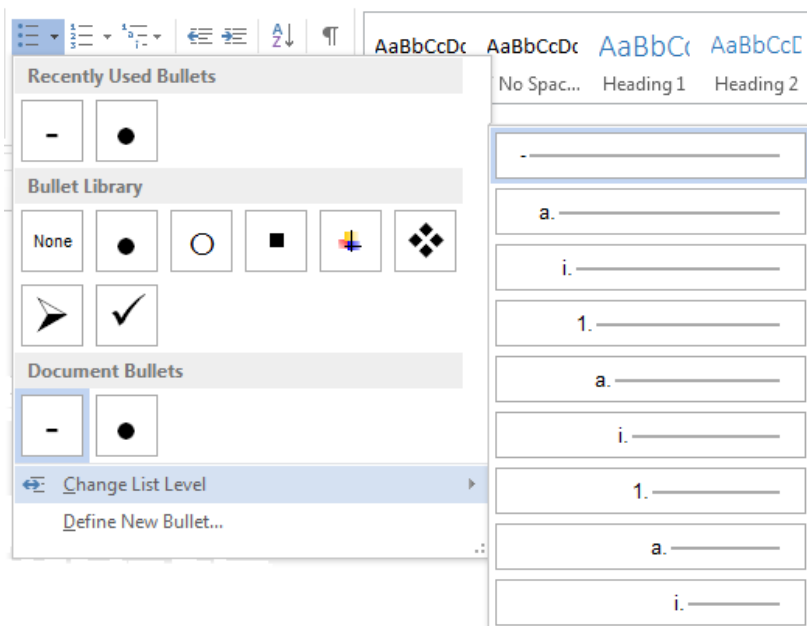 AaBbCcDc AaBbCcDc AaBbC AaBbCcD
No Spac... Heading 1 Heading 2
Recently Used Bullets
Bullet Library
None
Document Bullets
Change List Level
Define New Bullet...
a.
i.
1.
a.
i.
1.
a.
i.